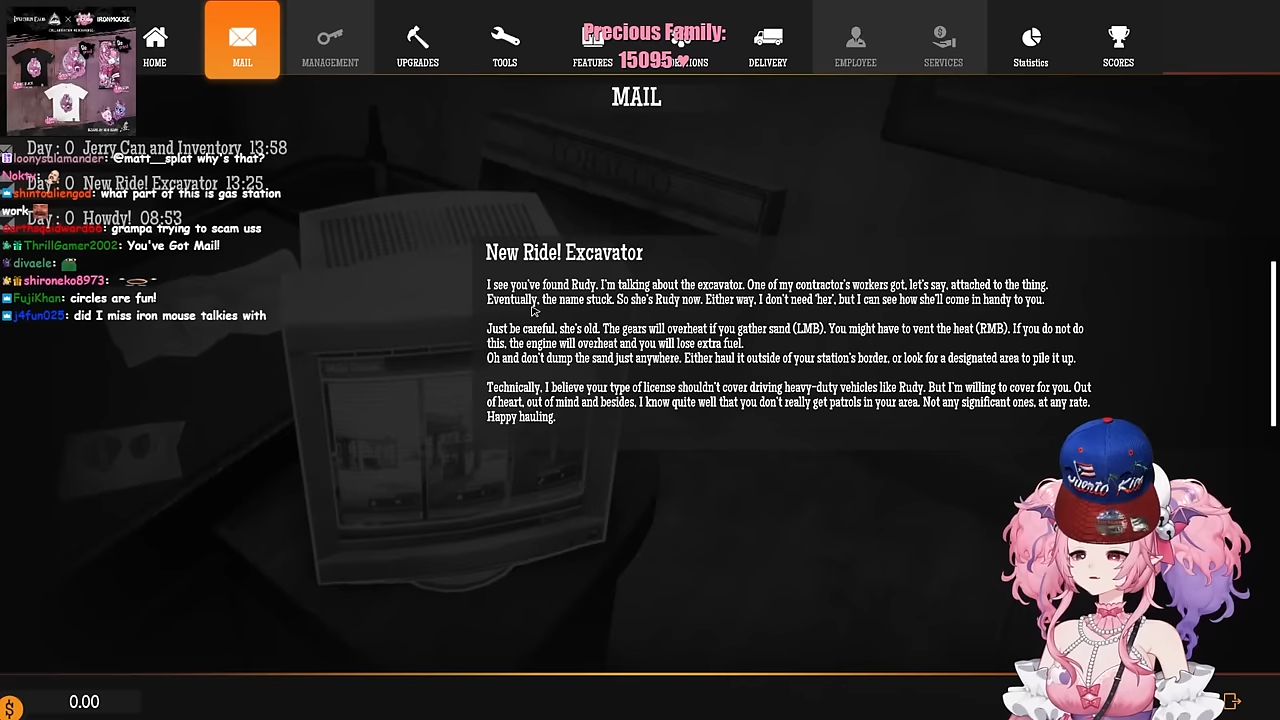 IRONMOUSE
HOME
MAIL
MANAGEMENT
UPGRADES
TOOLS
FEATURES
DELIVERY
EMPLOYEE
SERVICES
Statistics
SCORES
Precious Family:
15095
MAIL
Day : 0 Jerry Can and Inventory 13:58
loonysalamander: @matt__splat why's that?
Day : 0 New Ride! Excavator 13:25
shintoaliengod: what part of this is gas station
work
Day : 0 Howdy! 08:53
grampa trying to scam uss
ThrillGamer2002: You've Got Mail!
divaele:
shironeko8973:
FujiKhan: circles are fun!
j4fun025: did I miss iron mouse talkies with
New Ride! Excavator
I see you've found Rudy. I'm talking about the excavator. One of my contractor's workers got, let's say, attached to the thing.
Eventually, the name stuck. So she's Rudy now. Either way, I don't need 'her', but I can see how she'll come in handy to you.
Just be careful, she's old. The gears will overheat if you gather sand (LMB). You might have to vent the heat (RMB). If you do not do
this, the engine will overheat and you will lose extra fuel.
Oh and don't dump the sand just anywhere. Either haul it outside of your station's border, or look for a designated area to pile it up.
Technically, I believe your type of license shouldn't cover driving heavy-duty vehicles like Rudy. But I'm willing to cover for you. Out
of heart, out of mind and besides, I know quite well that you don't really get patrols in your area. Not any significant ones, at any rate.
Happy hauling.
0.00